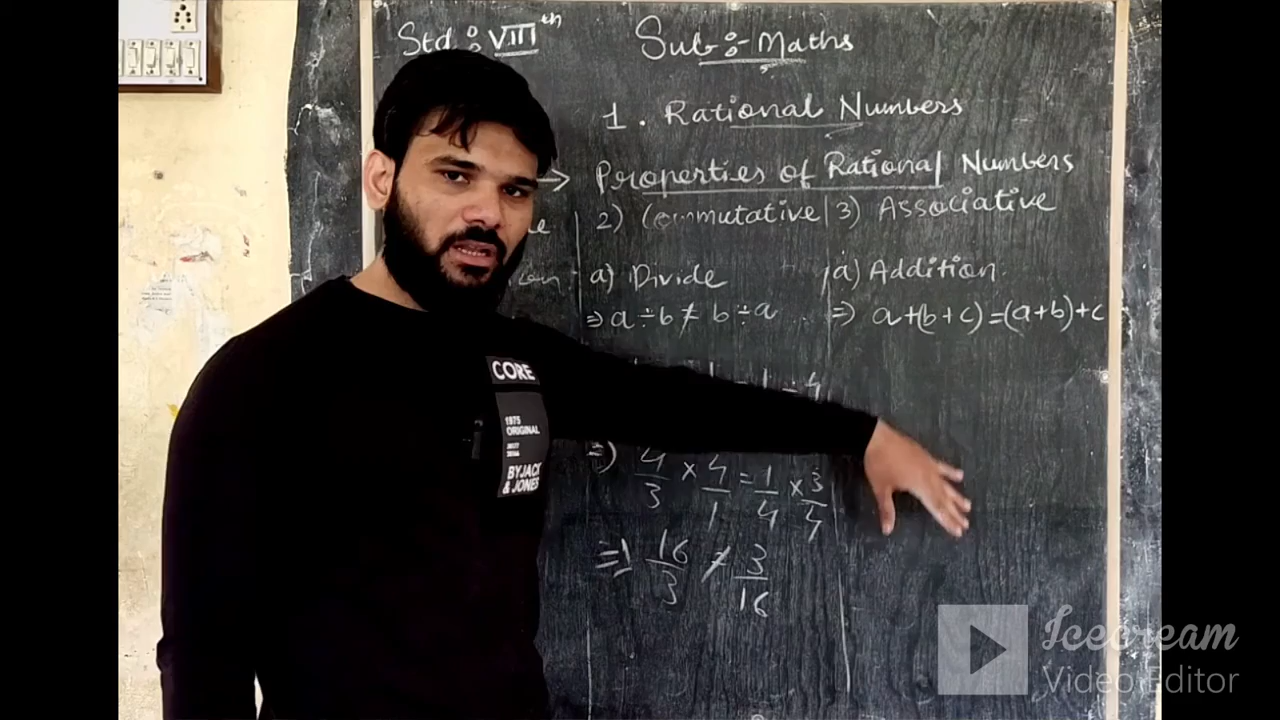 Std : VIIIth Sub :- Maths
1. Rational Numbers
→ Properties of Rational Numbers
2) Commutative
a) Divide
⇒ a ÷ b ≠ b ÷ a
⇒) 4/3 × 4/1 = 1/4 × 3/4
⇒ 16/3 ≠ 3/16
3) Associative
a) Addition
⇒) a+(b+c)=(a+b)+c
CORE
1975
ORIGINAL
BY JACK
& JONES
Icecream
Video Editor